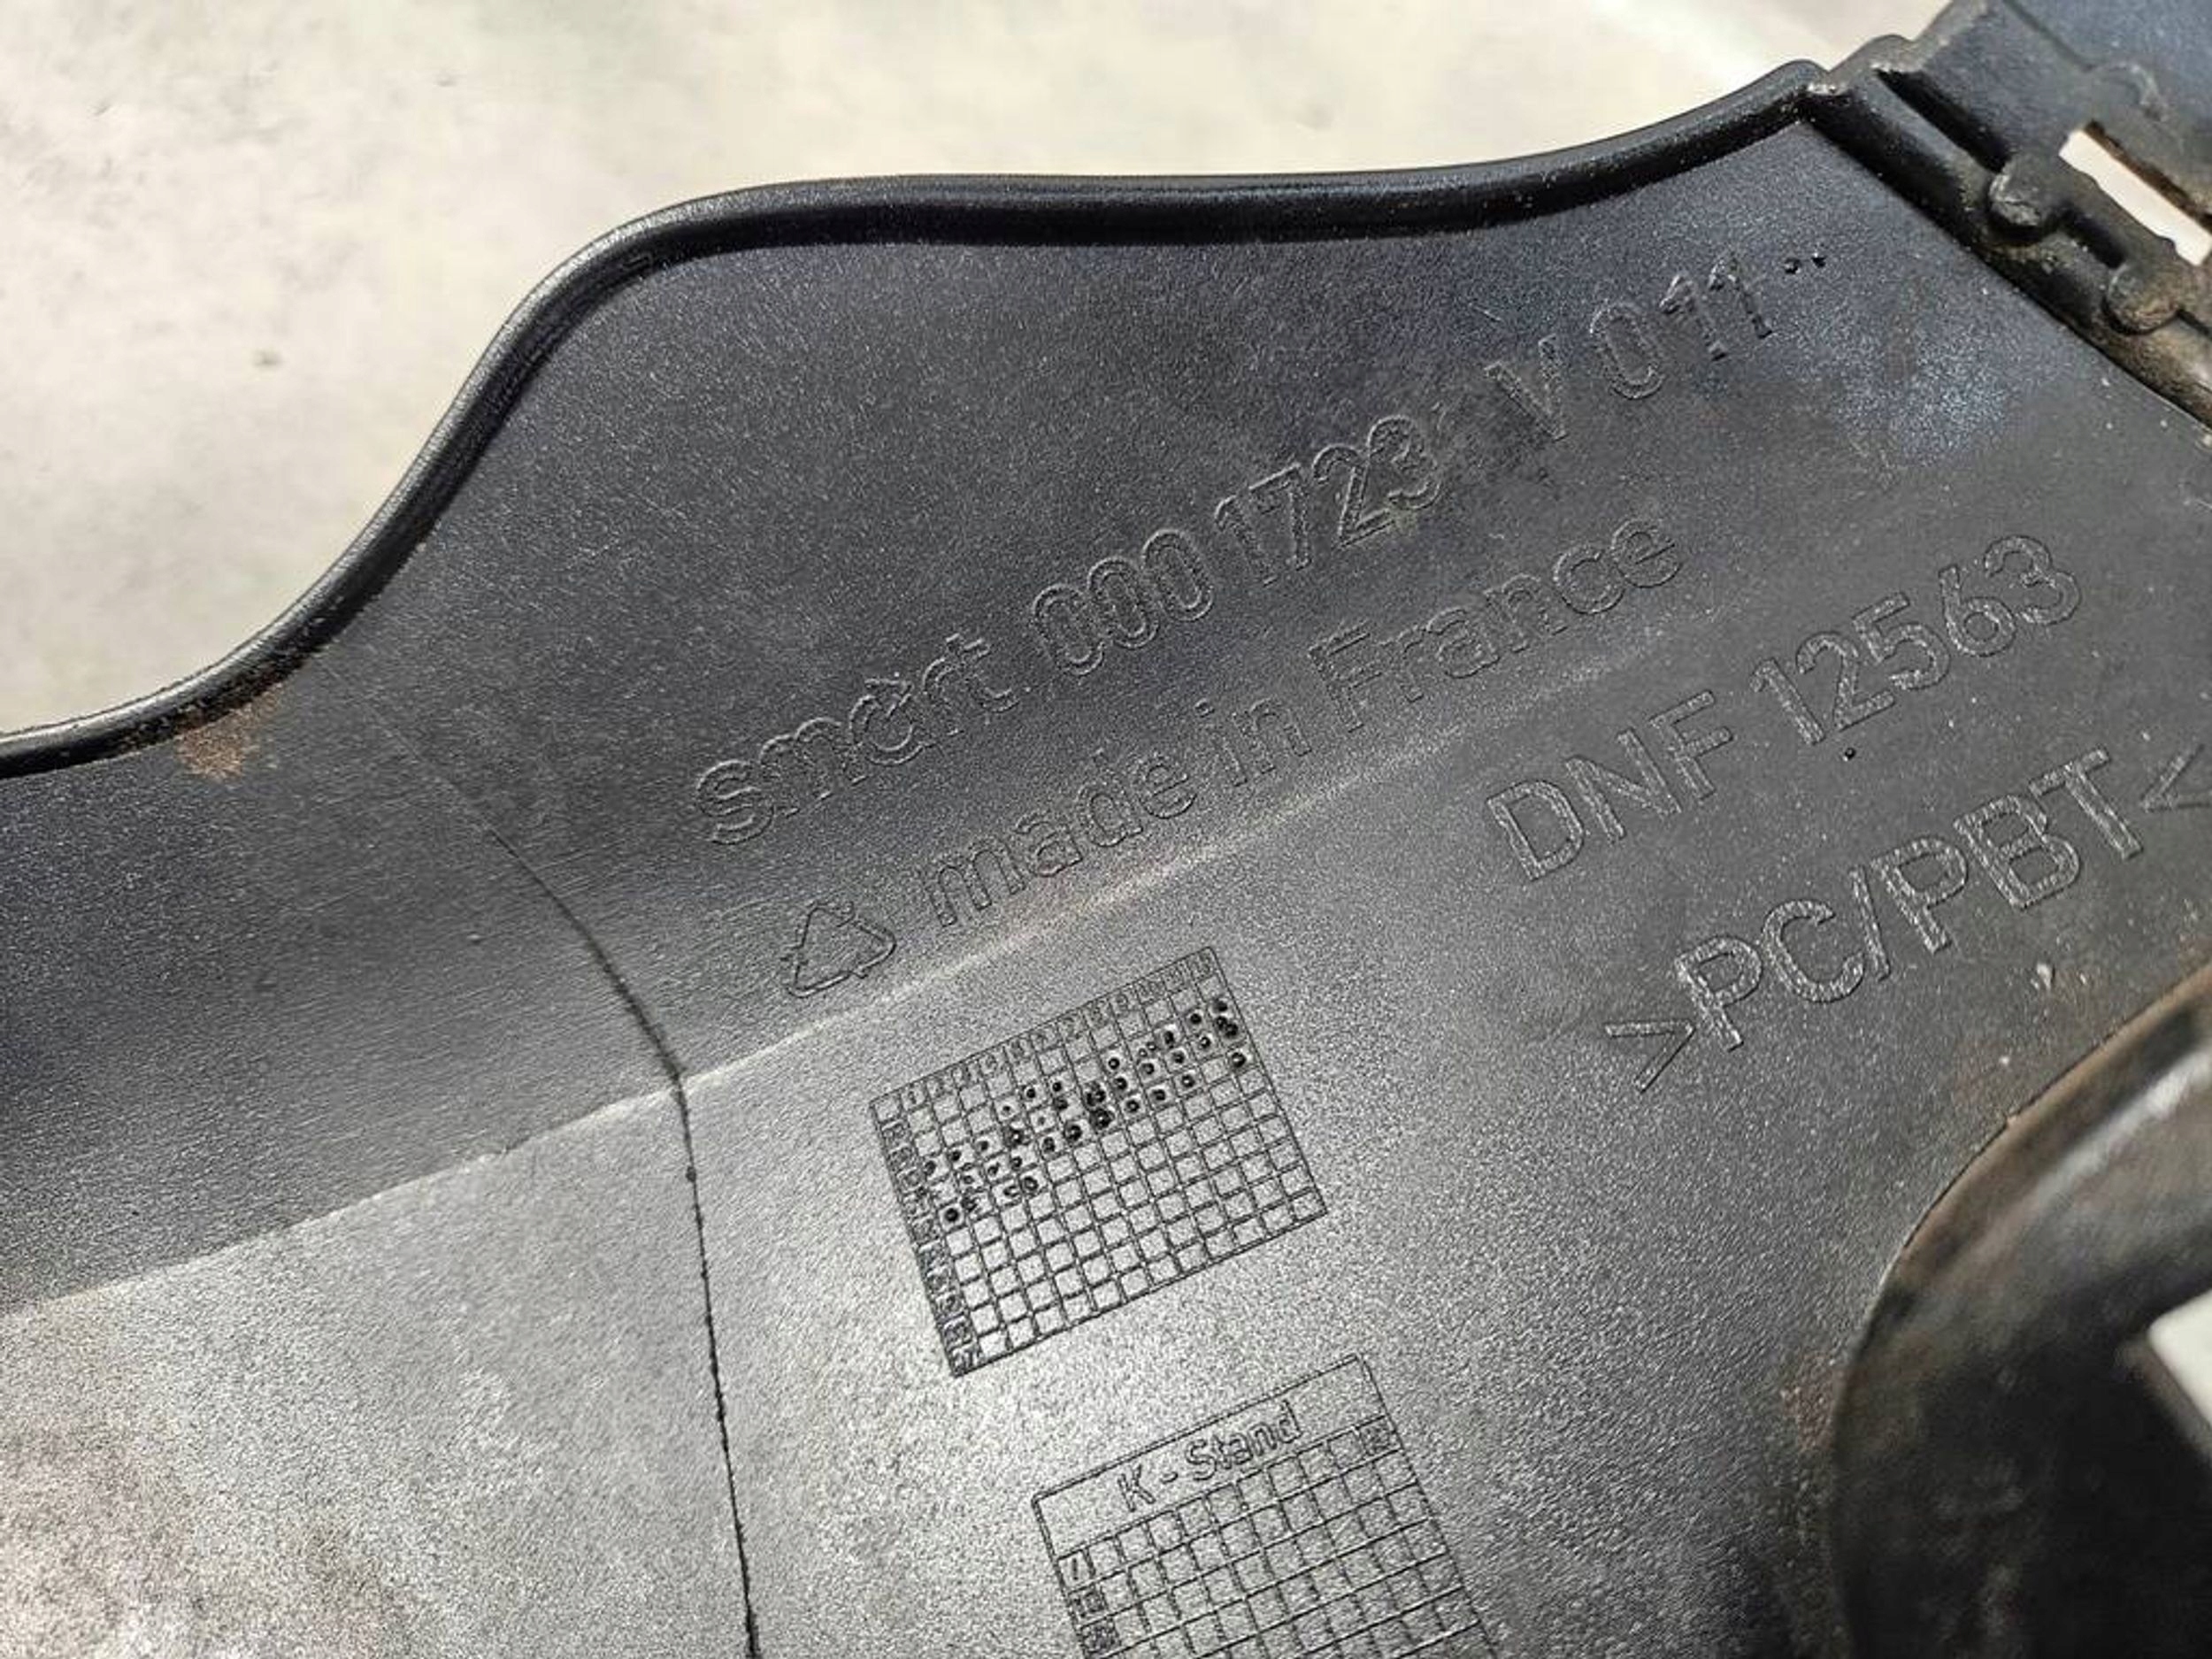 smart 0001723 V 011
made in France
DNF 12563
>PC/PBT<
K - Stand